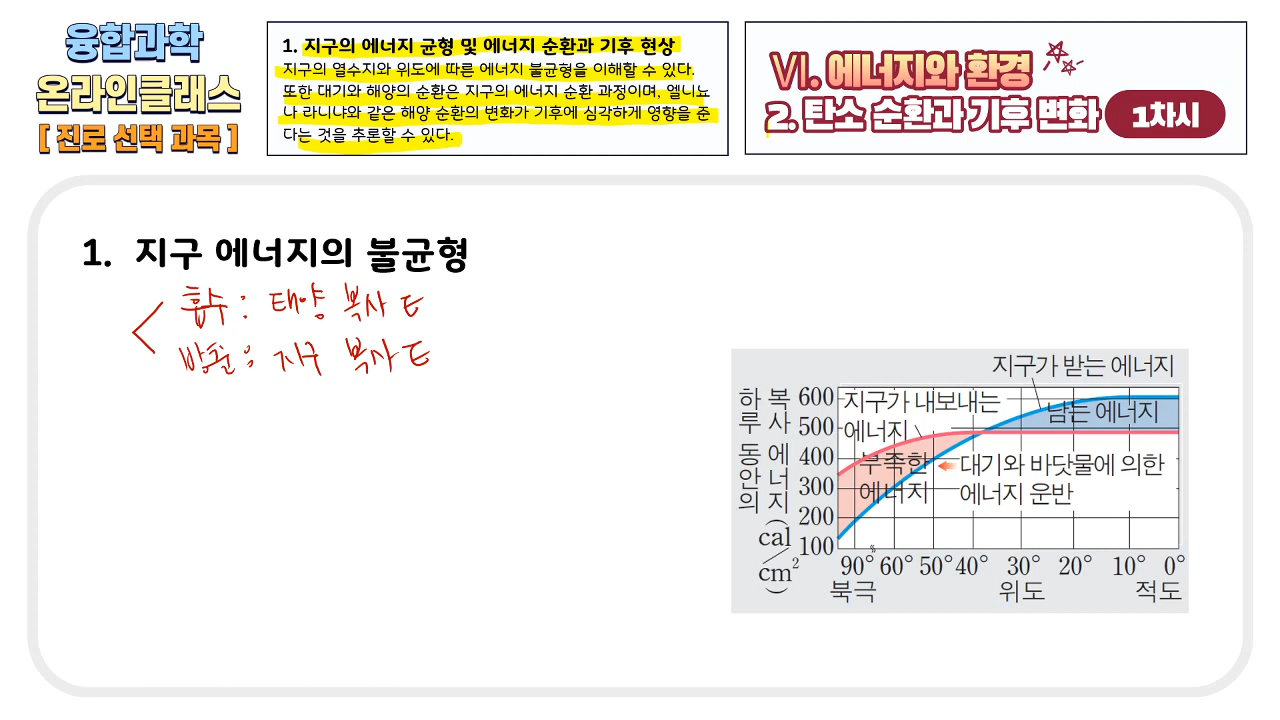 융합과학
온라인클래스
[ 진로 선택 과목 ]
1. 지구의 에너지 균형 및 에너지 순환과 기후 현상
지구의 열수지와 위도에 따른 에너지 불균형을 이해할 수 있다.
또한 대기와 해양의 순환은 지구의 에너지 순환 과정이며, 엘니뇨
나 라니냐와 같은 해양 순환의 변화가 기후에 심각하게 영향을 준
다는 것을 추론할 수 있다.
Ⅵ. 에너지와 환경
2. 탄소 순환과 기후 변화 1차시
1. 지구 에너지의 불균형
흡수 : 태양 복사 E
방출 : 지구 복사 E
지구가 받는 에너지
하루 동안의
복사 에너지
(cal/cm²)
600
500
400
300
200
100
지구가 내보내는
에너지
남는 에너지
부족한
에너지
대기와 바닷물에 의한
에너지 운반
90° 60° 50° 40° 30° 20° 10° 0°
북극 위도 적도